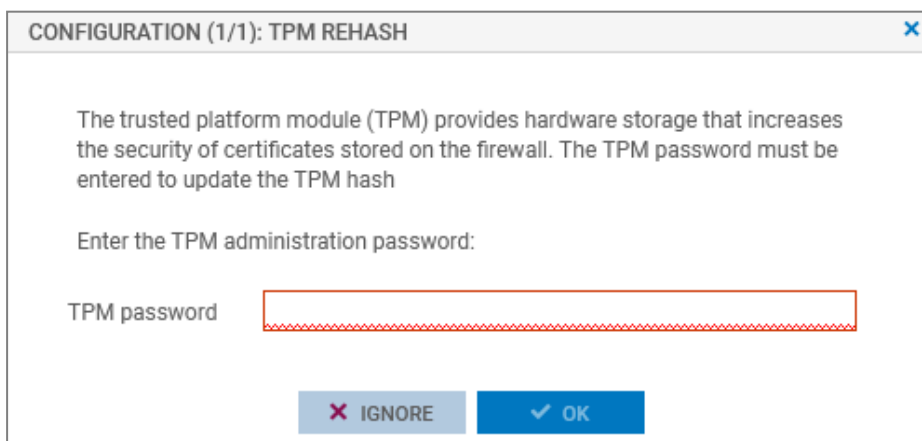 CONFIGURATION (1/1): TPM REHASH
The trusted platform module (TPM) provides hardware storage that increases
the security of certificates stored on the firewall. The TPM password must be
entered to update the TPM hash
Enter the TPM administration password:
TPM password
IGNORE
OK